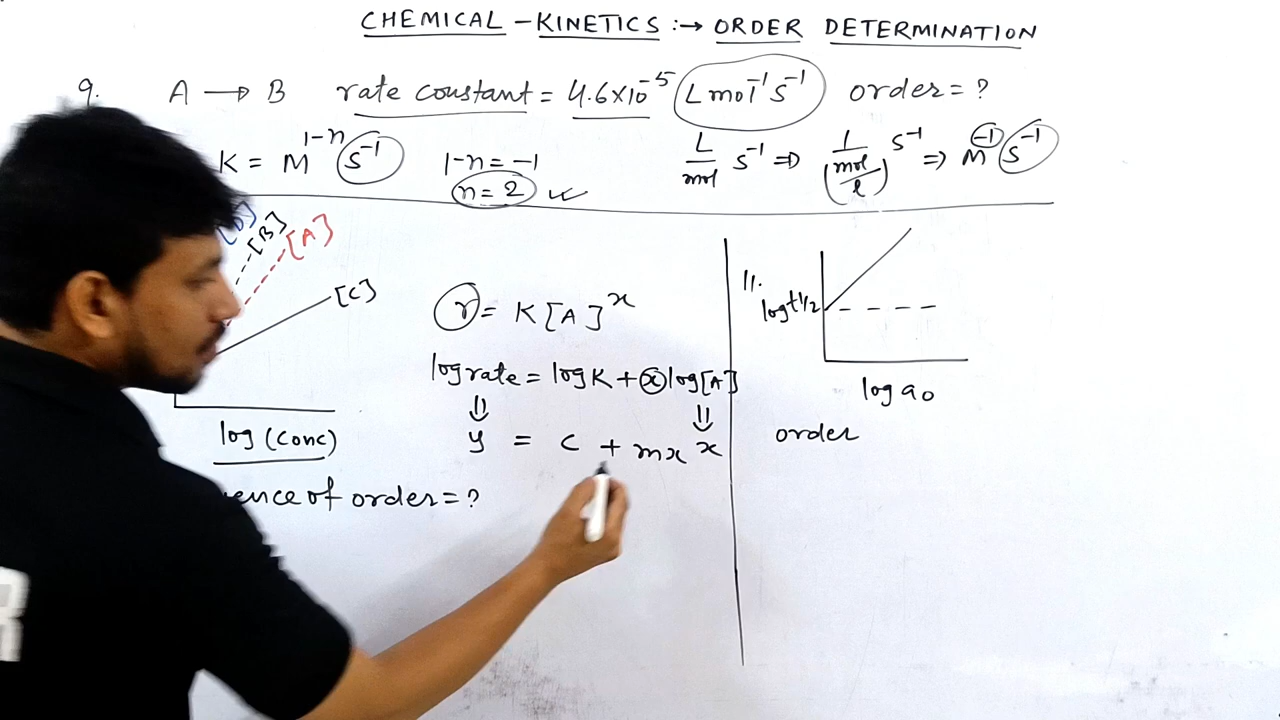 CHEMICAL - KINETICS :→ ORDER DETERMINATION
9. A → B rate constant = 4.6×10⁻⁵ L mol⁻¹ S⁻¹ order = ?
K = M¹⁻ⁿ S⁻¹ 1-n = -1 L/mol S⁻¹ ⇒ 1/(mol/l) S⁻¹ ⇒ M⁻¹ S⁻¹
n = 2
[B]
[A]
[C]
log (conc)
order = ?
r = K[A]ˣ
log rate = log K + x log[A]
y = c + mx x
11.
log t1/2
log a0
order